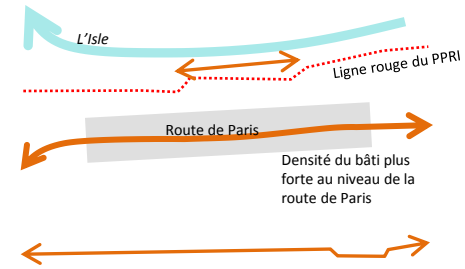 L'Isle
Ligne rouge du PPRI
Route de Paris
Densité du bâti plus
forte au niveau de la
route de Paris